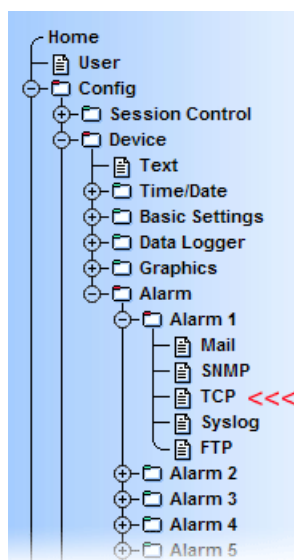 Home
User
Config
Session Control
Device
Text
Time/Date
Basic Settings
Data Logger
Graphics
Alarm
Alarm 1
Mail
SNMP
TCP <<<
Syslog
FTP
Alarm 2
Alarm 3
Alarm 4
Alarm 5